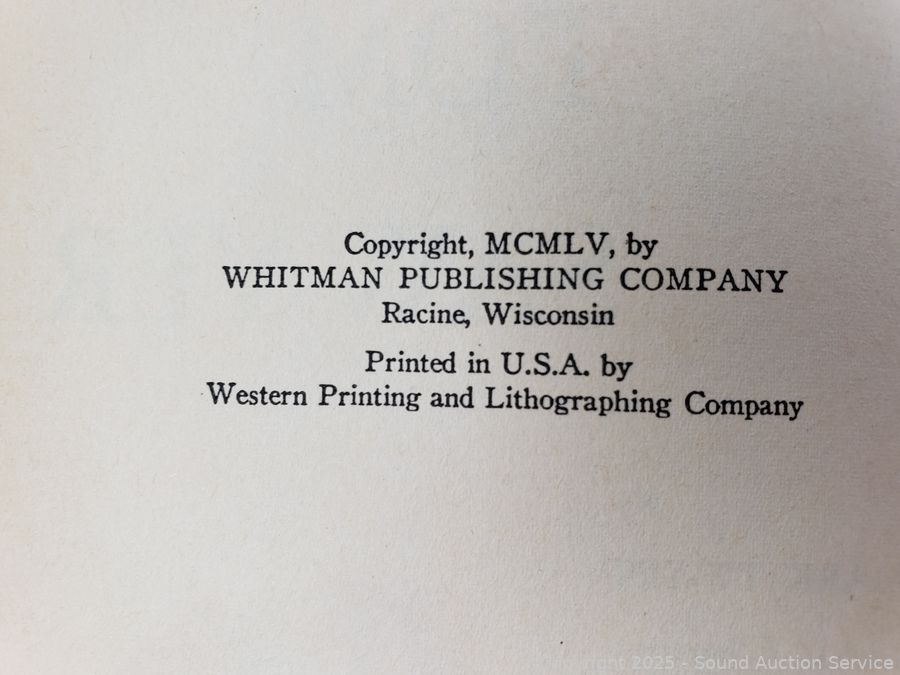 Copyright, MCMLV, by
WHITMAN PUBLISHING COMPANY
Racine, Wisconsin
Printed in U.S.A. by
Western Printing and Lithographing Company
Copyright 2025 - Sound Auction Service